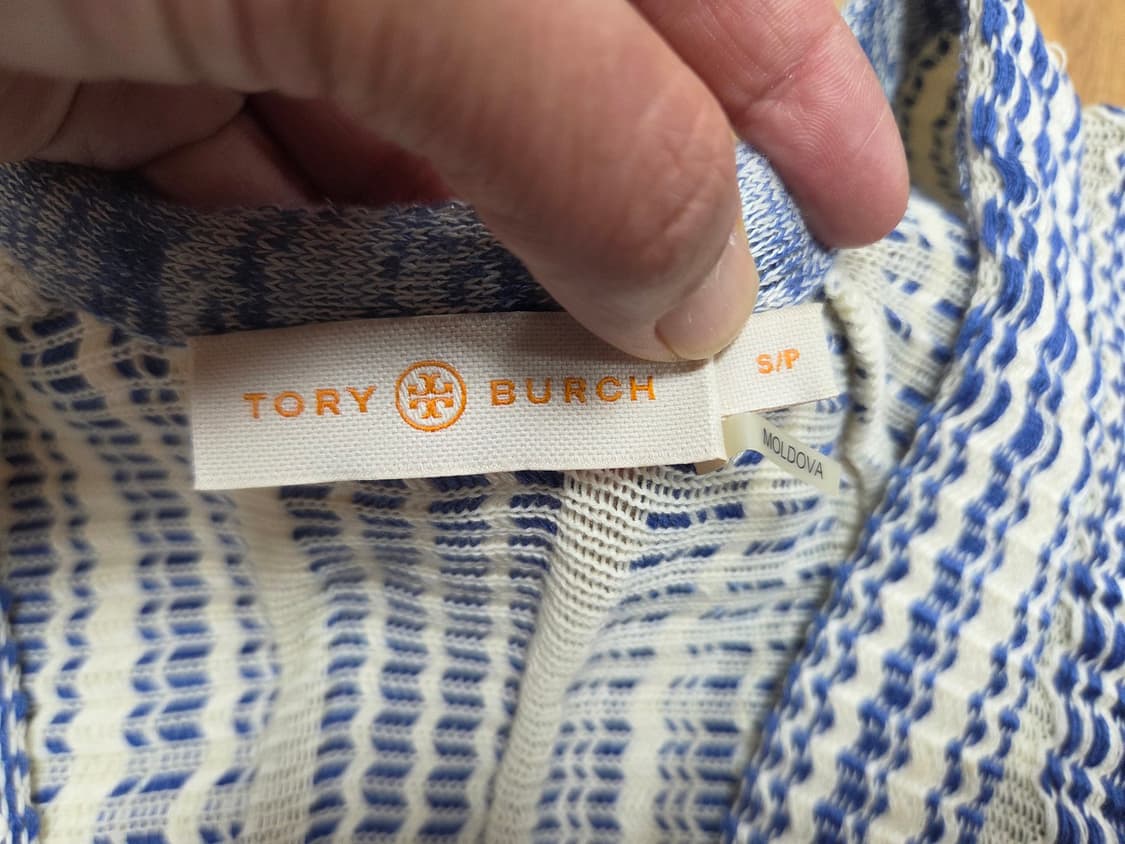 TORY BURCH
S/P
MOLDOVA